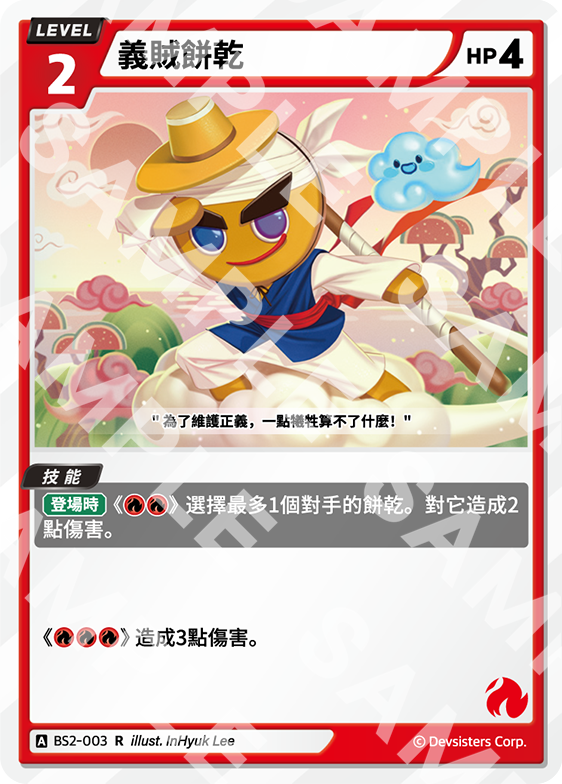 LEVEL
2
義賊餅乾
HP4
" 為了維護正義，一點犧牲算不了什麼！"
技能
登場時 《》選擇最多1個對手的餅乾。對它造成2
點傷害。
《》造成3點傷害。
A BS2-003 R illust. InHyuk Lee
© Devsisters Corp.
SAMPLE